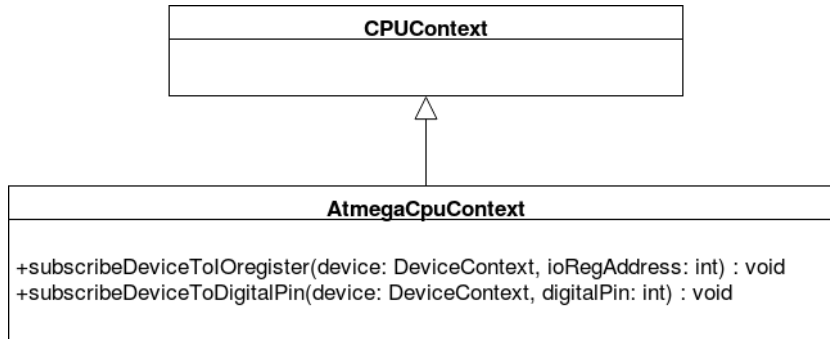 CPUContext
AtmegaCpuContext
+subscribeDeviceToIOregister(device: DeviceContext, ioRegAddress: int) : void
+subscribeDeviceToDigitalPin(device: DeviceContext, digitalPin: int) : void